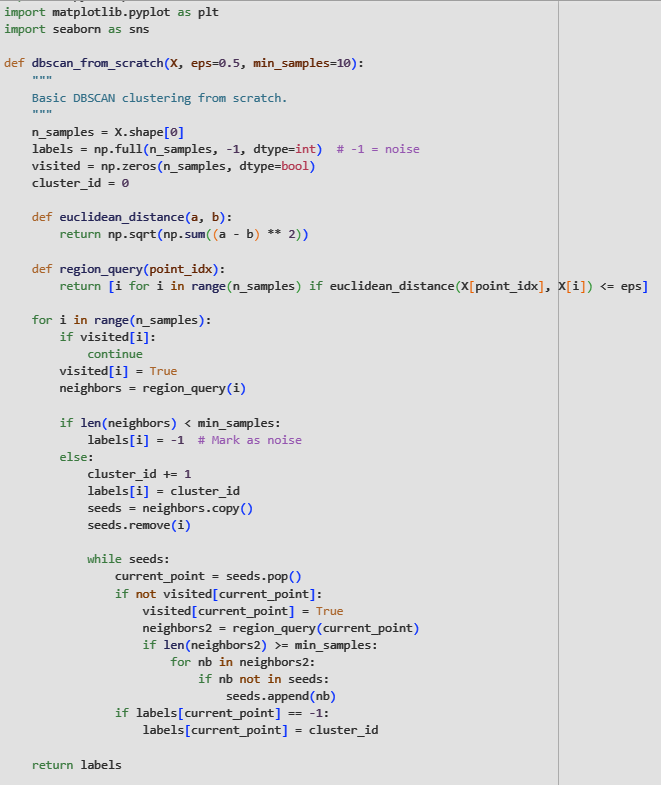 import matplotlib.pyplot as plt
import seaborn as sns

def dbscan_from_scratch(X, eps=0.5, min_samples=10):
    """
    Basic DBSCAN clustering from scratch.
    """
    n_samples = X.shape[0]
    labels = np.full(n_samples, -1, dtype=int)  # -1 = noise
    visited = np.zeros(n_samples, dtype=bool)
    cluster_id = 0

    def euclidean_distance(a, b):
        return np.sqrt(np.sum((a - b) ** 2))

    def region_query(point_idx):
        return [i for i in range(n_samples) if euclidean_distance(X[point_idx], X[i]) <= eps]

    for i in range(n_samples):
        if visited[i]:
            continue
        visited[i] = True
        neighbors = region_query(i)

        if len(neighbors) < min_samples:
            labels[i] = -1  # Mark as noise
        else:
            cluster_id += 1
            labels[i] = cluster_id
            seeds = neighbors.copy()
            seeds.remove(i)

            while seeds:
                current_point = seeds.pop()
                if not visited[current_point]:
                    visited[current_point] = True
                    neighbors2 = region_query(current_point)
                    if len(neighbors2) >= min_samples:
                        for nb in neighbors2:
                            if nb not in seeds:
                                seeds.append(nb)
                if labels[current_point] == -1:
                    labels[current_point] = cluster_id

    return labels